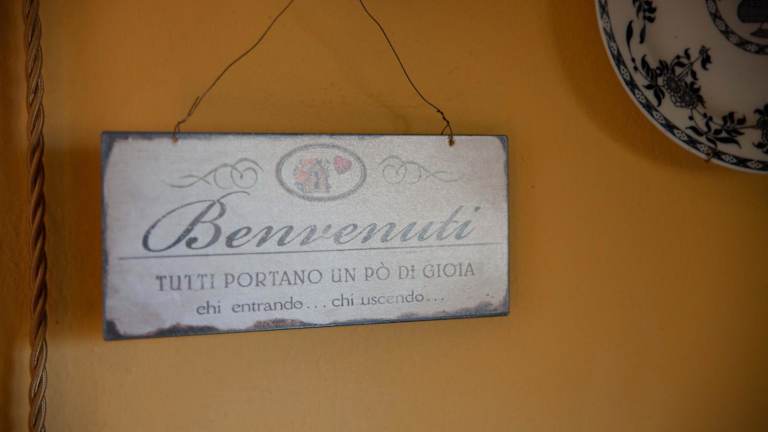 Benvenuti
TUTTI PORTANO UN PÒ DI GIOIA
chi entrando... chi uscendo...